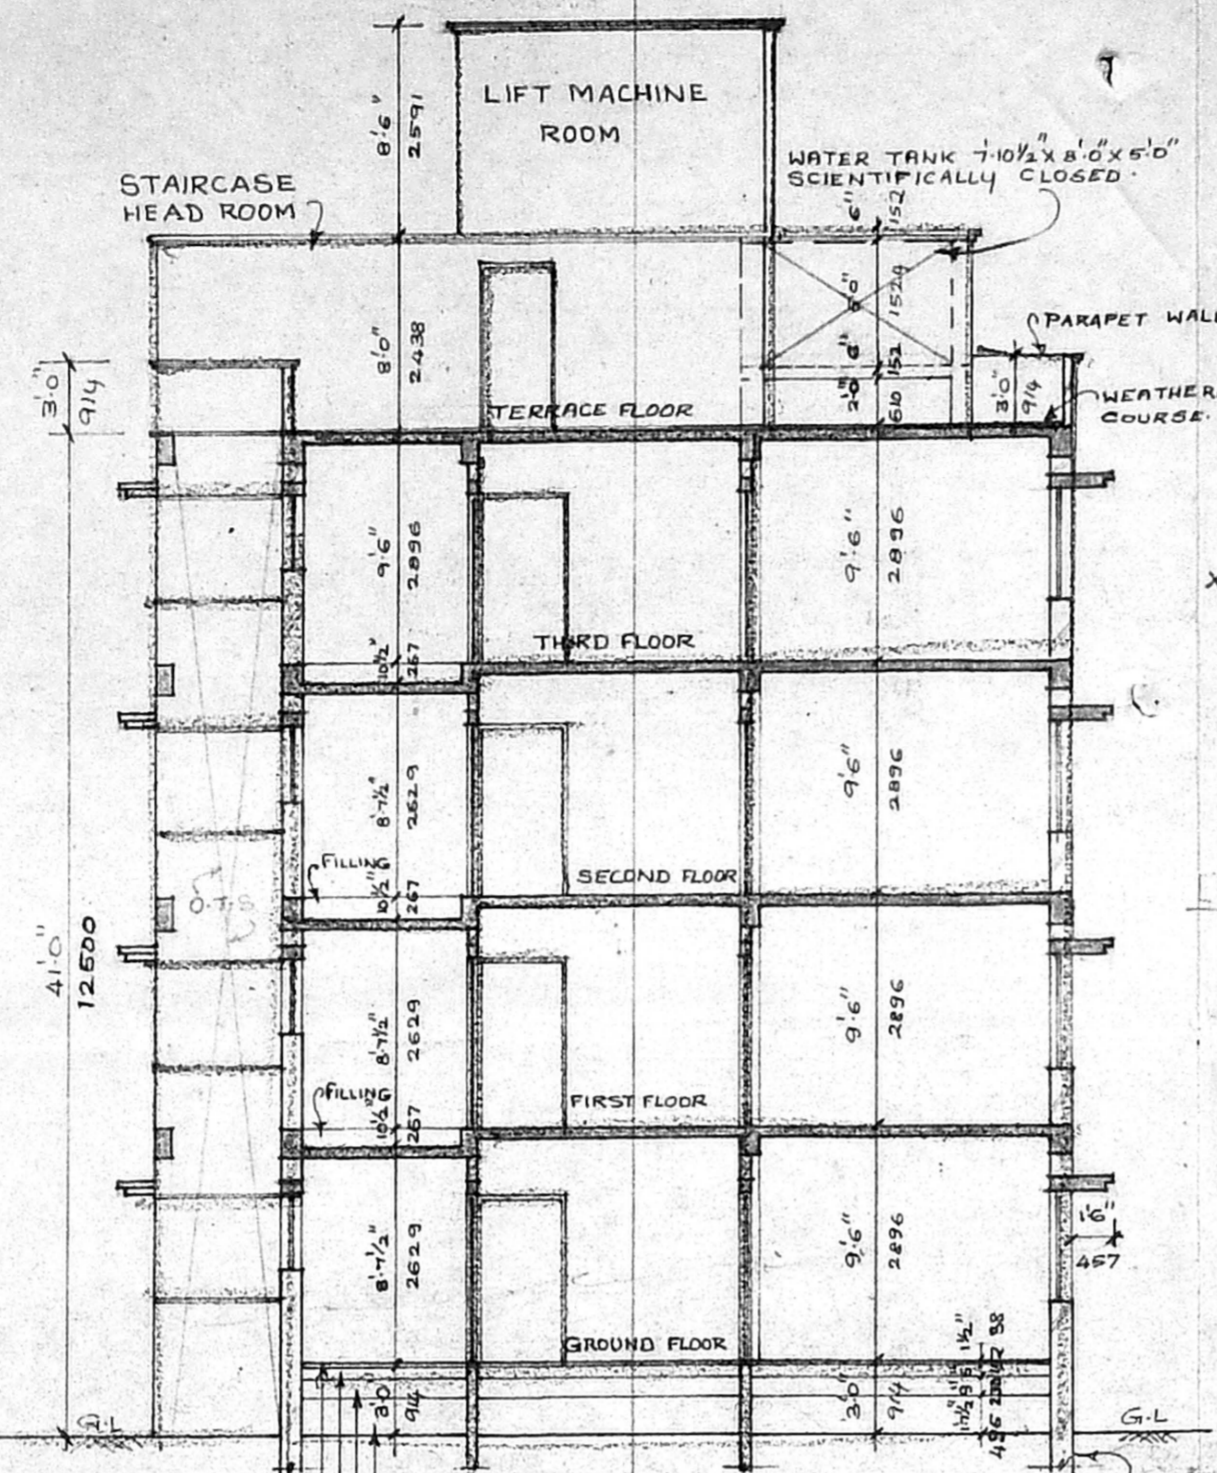 LIFT MACHINE
ROOM
8'.6"
2591
WATER TANK 7'.10½" X 8'.0" X 5'.0"
SCIENTIFICALLY CLOSED.
STAIRCASE
HEAD ROOM
6"
152
8'.0"
2438
1524
6"
152
2'.0"
610
PARAPET WALL
3'.0"
914
3'.0"
914
WEATHER
COURSE.
TERRACE FLOOR
9'.6"
2896
9'.6"
2896
THIRD FLOOR
10½"
267
8'.7½"
2629
9'6"
2896
FILLING
10½"
267
SECOND FLOOR
O.T.S
41'.0"
12500
8'.7½"
2629
9'.6"
2896
FILLING
10½"
267
FIRST FLOOR
8'.7½"
2629
9'.6"
2896
1'6"
457
GROUND FLOOR
1½"
38
3'.0"
914
3'.0"
914
G.L
G.L